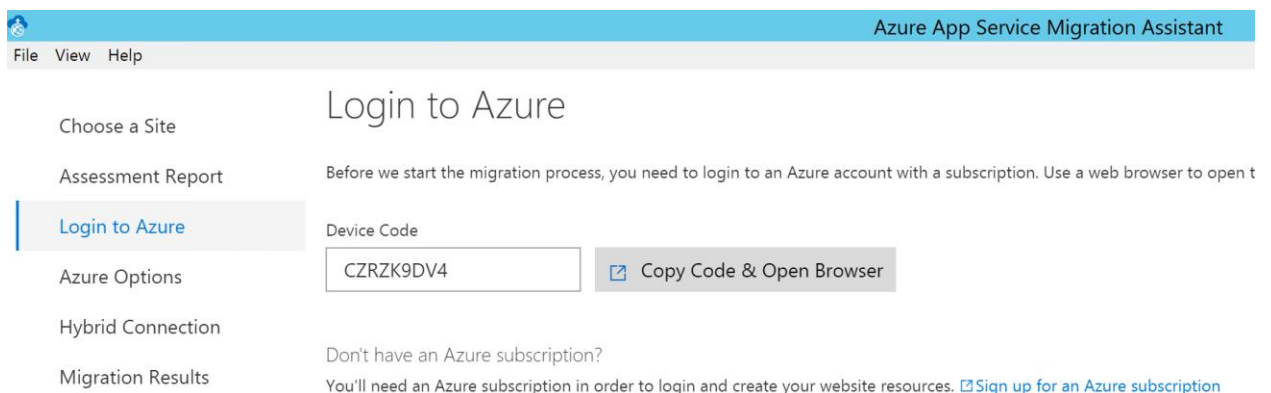 Azure App Service Migration Assistant
File View Help
Login to Azure
Choose a Site
Assessment Report
Before we start the migration process, you need to login to an Azure account with a subscription. Use a web browser to open t
Login to Azure
Device Code
CZRZK9DV4
Copy Code & Open Browser
Azure Options
Hybrid Connection
Don't have an Azure subscription?
Migration Results
You'll need an Azure subscription in order to login and create your website resources. Sign up for an Azure subscription